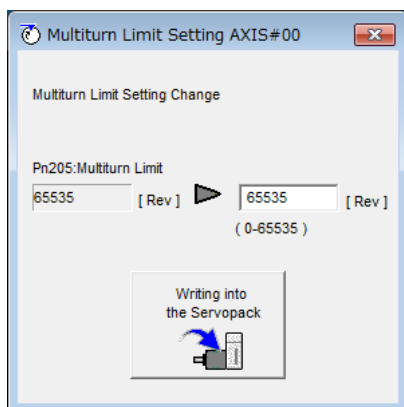 Multiturn Limit Setting AXIS#00
Multiturn Limit Setting Change
Pn205:Multiturn Limit
65535 [ Rev ] 65535 [ Rev ]
( 0-65535 )
Writing into
the Servopack